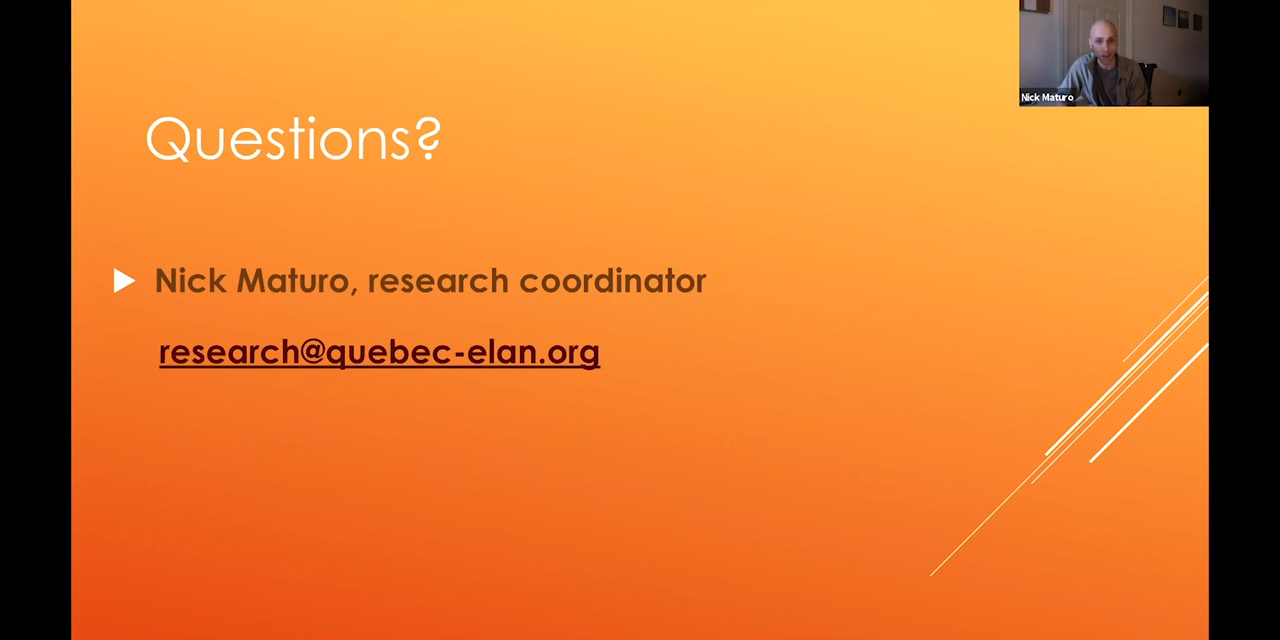 Nick Maturo
Questions?
Nick Maturo, research coordinator
research@quebec-elan.org